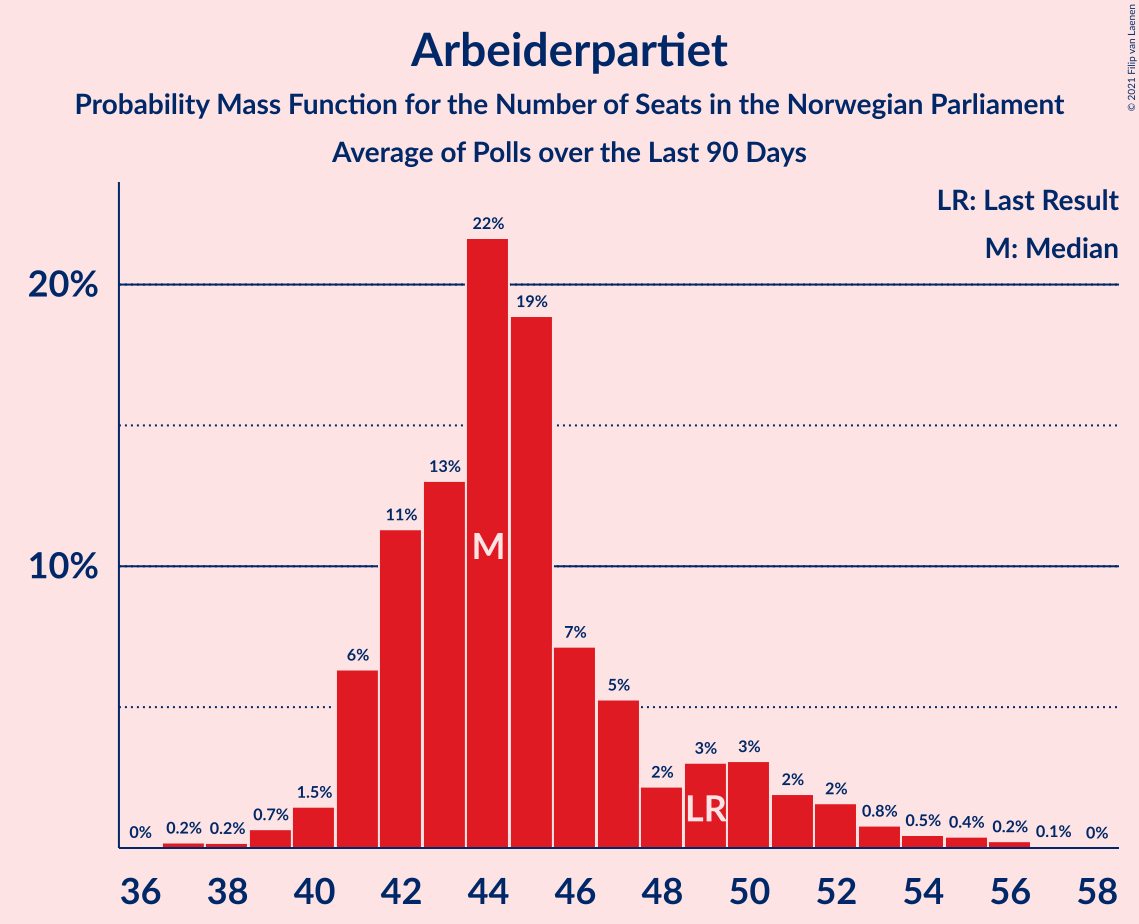 Arbeiderpartiet
Probability Mass Function for the Number of Seats in the Norwegian Parliament
Average of Polls over the Last 90 Days
© 2021 Filip van Laenen
LR: Last Result
M: Median
20%
10%
0%
0.2%
0.2%
0.7%
1.5%
6%
11%
13%
22%
19%
7%
5%
2%
3%
3%
2%
2%
0.8%
0.5%
0.4%
0.2%
0.1%
0%
M
LR
36 38 40 42 44 46 48 50 52 54 56 58